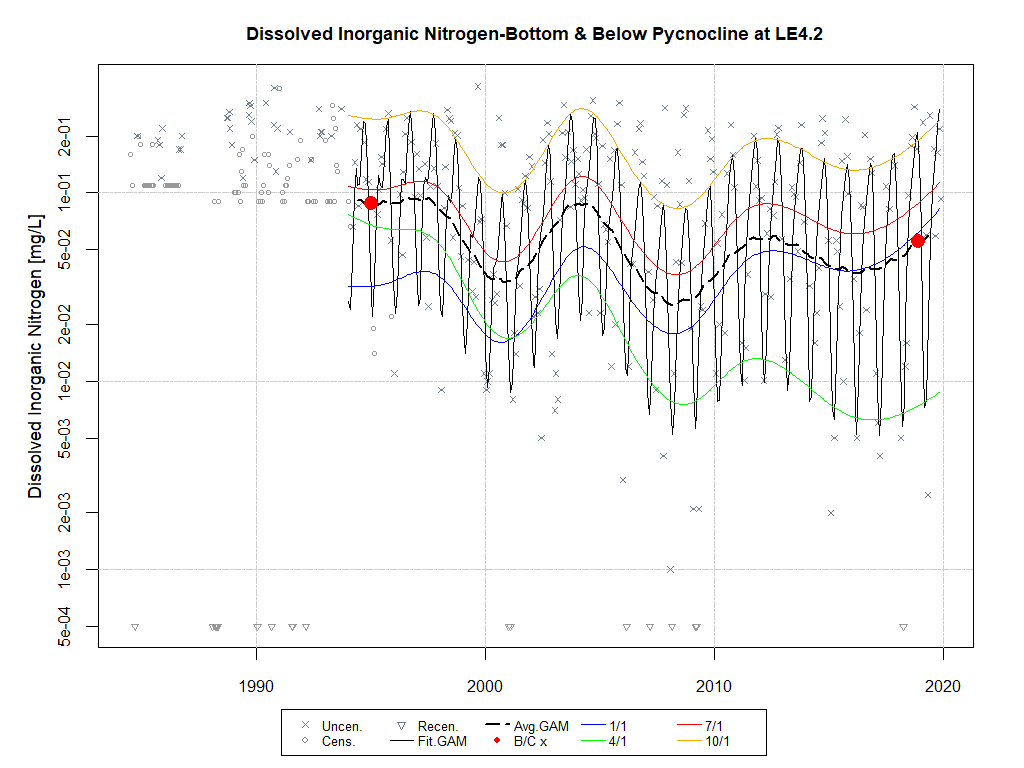 Dissolved Inorganic Nitrogen-Bottom & Below Pycnocline at LE4.2
Dissolved Inorganic Nitrogen [mg/L]
2e-01
1e-01
5e-02
2e-02
1e-02
5e-03
2e-03
1e-03
5e-04
1990 2000 2010 2020
Uncen. Recen. Avg.GAM 1/1 7/1
Cens. Fit.GAM B/C x 4/1 10/1